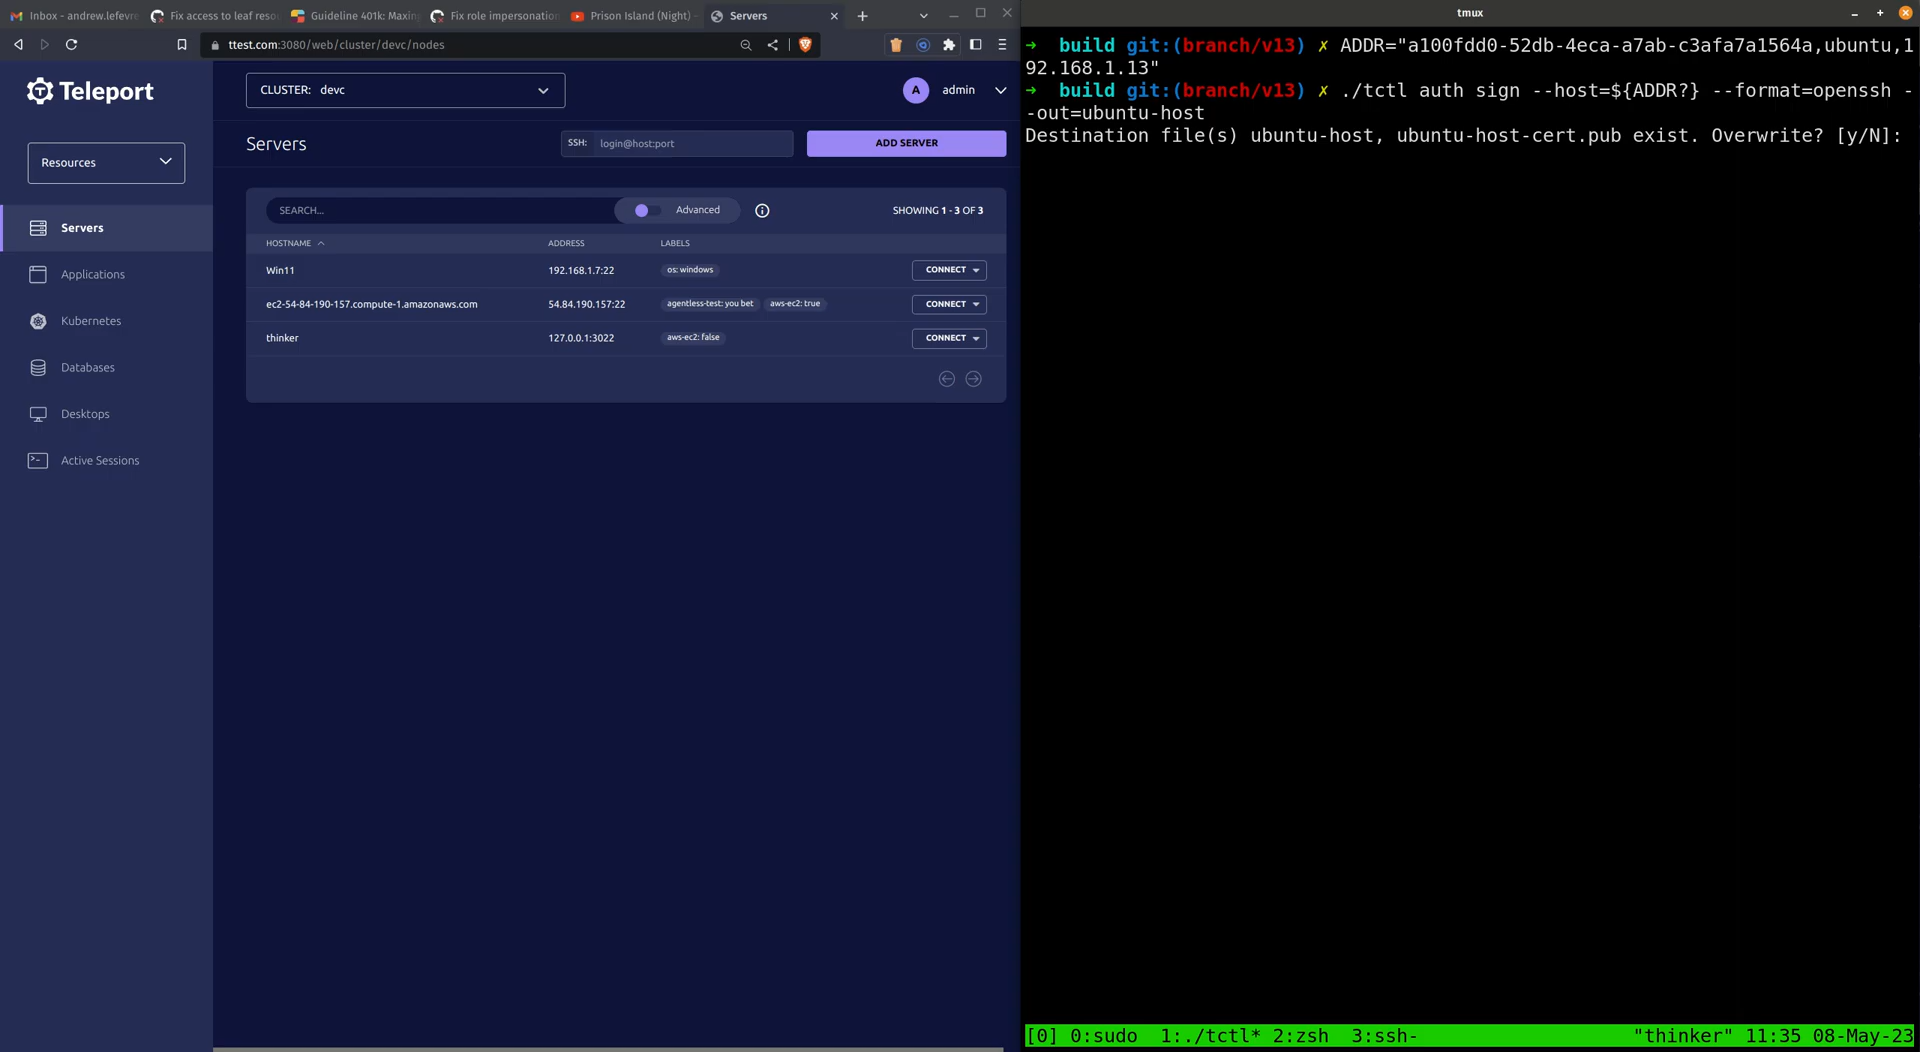 Inbox - andrew.lefevre
Fix access to leaf reso
Guideline 401k: Maxim
Fix role impersonation
Prison Island (Night) -
Servers
ttest.com:3080/web/cluster/devc/nodes
Teleport
CLUSTER: devc
A admin
Resources
Servers
SSH: login@host:port
ADD SERVER
Servers
Applications
Kubernetes
Databases
Desktops
Active Sessions
SEARCH...
Advanced
SHOWING 1 - 3 OF 3
HOSTNAME ADDRESS LABELS
Win11 192.168.1.7:22 os: windows CONNECT
ec2-54-84-190-157.compute-1.amazonaws.com 54.84.190.157:22 agentless-test: you bet aws-ec2: true CONNECT
thinker 127.0.0.1:3022 aws-ec2: false CONNECT
tmux
→ build git:(branch/v13) ✗ ADDR="a100fdd0-52db-4eca-a7ab-c3afa7a1564a,ubuntu,1
92.168.1.13"
→ build git:(branch/v13) ✗ ./tctl auth sign --host=${ADDR?} --format=openssh -
-out=ubuntu-host
Destination file(s) ubuntu-host, ubuntu-host-cert.pub exist. Overwrite? [y/N]:
[0] 0:sudo 1:./tctl* 2:zsh 3:ssh- "thinker" 11:35 08-May-23